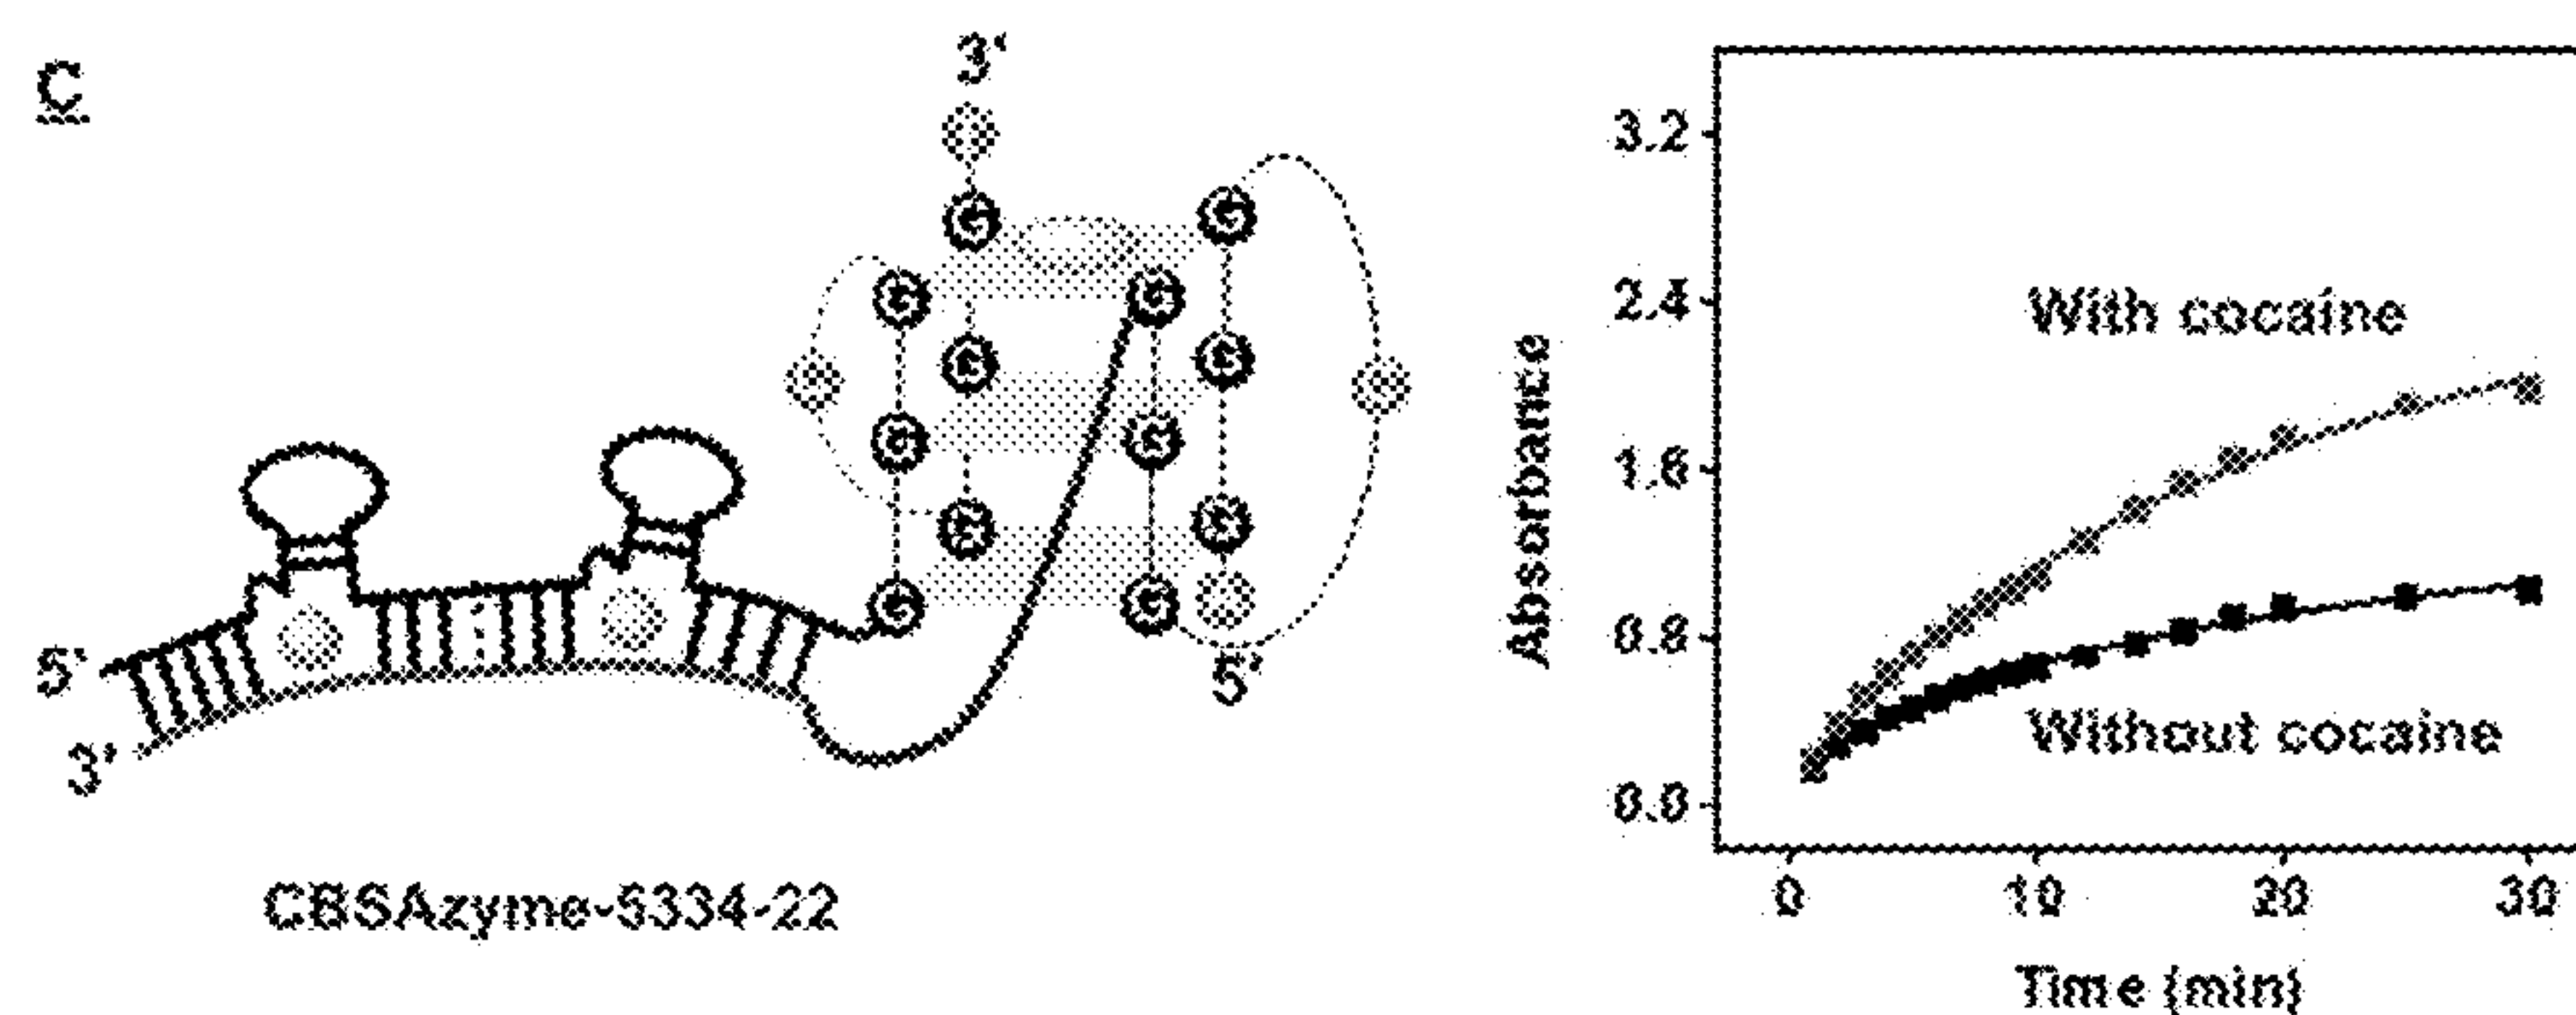 C
3'
G
G
G
G
G
G
G
G
G
G
G
G
5'
3'
5'
CBSAzyme-5334-22
Absorbance
3.2
2.4
1.6
0.8
0.0
With cocaine
Without cocaine
0 10 20 30
Time (min)